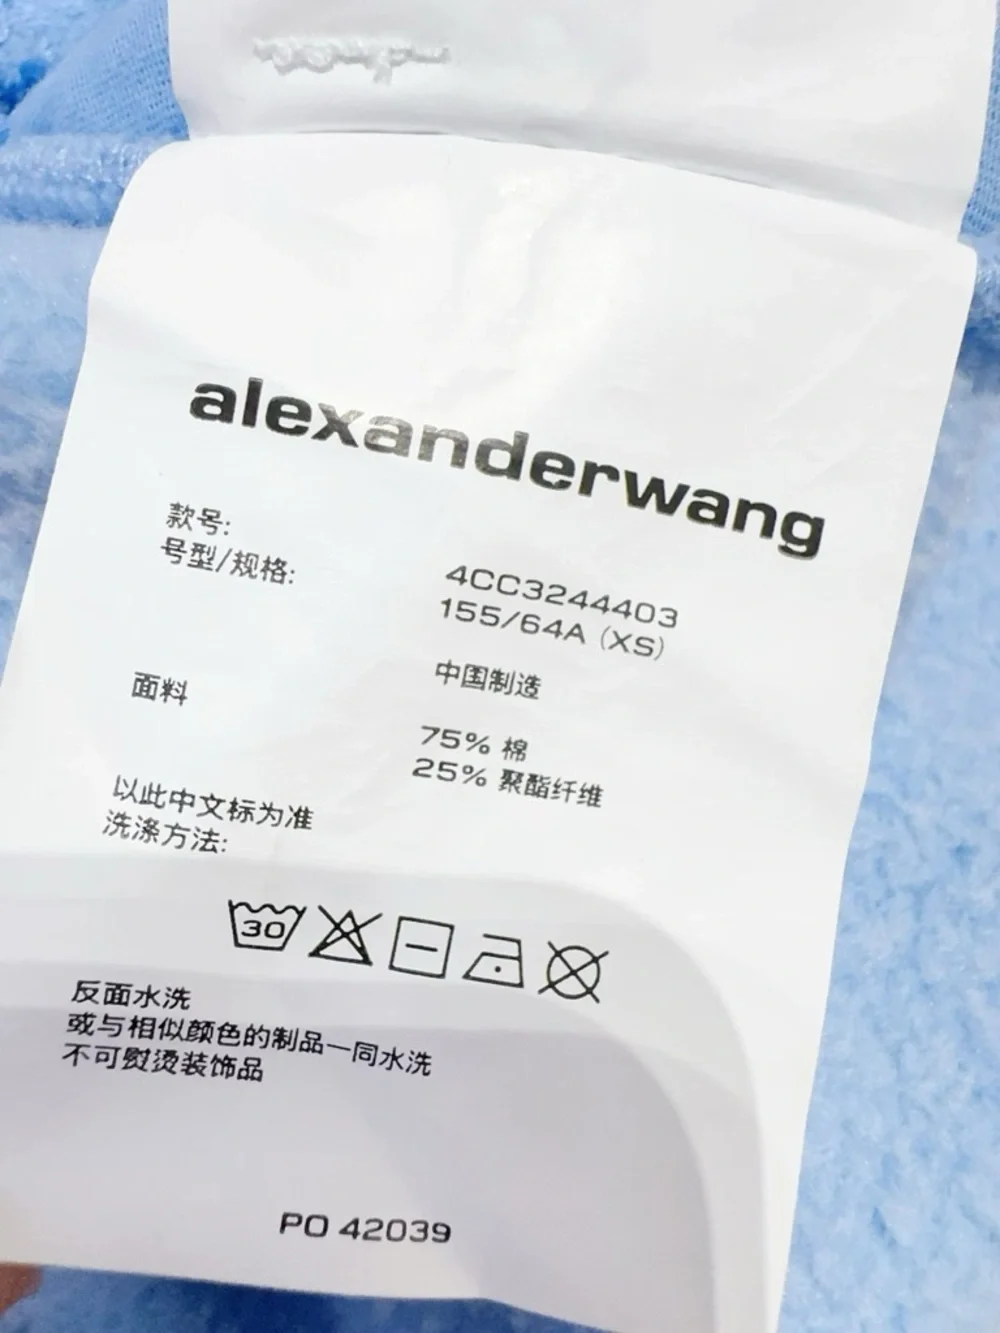 alexanderwang
款号: 4CC3244403
号型/规格: 155/64A (XS)
中国制造
面料 75% 棉
25% 聚酯纤维
以此中文标为准
洗涤方法:
30
反面水洗
或与相似颜色的制品一同水洗
不可熨烫装饰品
PO 42039